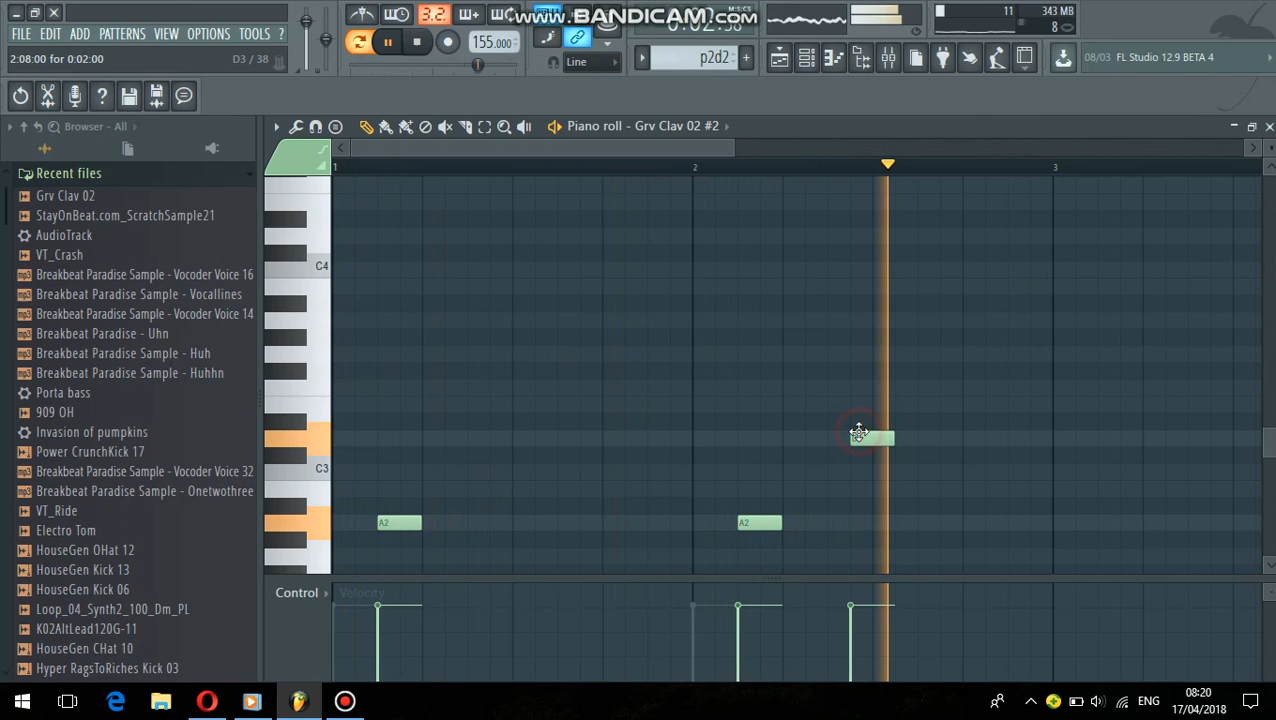 www.BANDICAM.com
3.2
M:S:CS
11
343 MB
8
FILE EDIT ADD PATTERNS VIEW OPTIONS TOOLS ?
155.000
2:08:00 for 0:02:00
D3 / 38
Line
p2d2
08/03 FL Studio 12.9 BETA 4
Browser - All
Piano roll - Grv Clav 02 #2
1
2
3
Recent files
Grv Clav 02
StayOnBeat.com_ScratchSample21
AudioTrack
VT_Crash
Breakbeat Paradise Sample - Vocoder Voice 16
Breakbeat Paradise Sample - Vocallines
Breakbeat Paradise Sample - Vocoder Voice 14
Breakbeat Paradise - Uhn
Breakbeat Paradise Sample - Huh
Breakbeat Paradise Sample - Huhhn
Porta bass
909 OH
Invasion of pumpkins
Power CrunchKick 17
Breakbeat Paradise Sample - Vocoder Voice 32
Breakbeat Paradise Sample - Onetwothree
VT_Ride
Electro Tom
HouseGen OHat 12
HouseGen Kick 13
HouseGen Kick 06
Loop_04_Synth2_100_Dm_PL
K02AltLead120G-11
HouseGen CHat 10
Hyper RagsToRiches Kick 03
C4
C3
A2
A2
Control
Velocity
ENG
08:20
17/04/2018